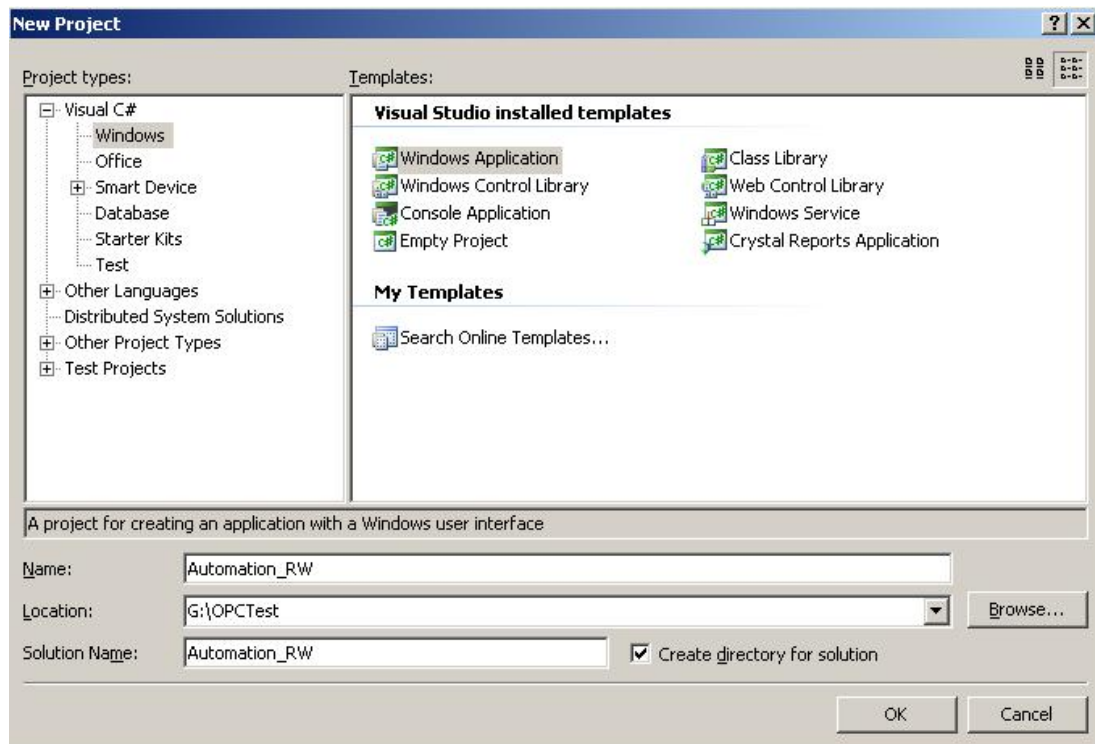 New Project
Project types:
Templates:
Visual C#
Windows
Office
Smart Device
Database
Starter Kits
Test
Other Languages
Distributed System Solutions
Other Project Types
Test Projects
Visual Studio installed templates
Windows Application
Class Library
Windows Control Library
Web Control Library
Console Application
Windows Service
Empty Project
Crystal Reports Application
My Templates
Search Online Templates...
A project for creating an application with a Windows user interface
Name:
Automation_RW
Location:
G:\OPCTest
Browse...
Solution Name:
Automation_RW
Create directory for solution
OK
Cancel